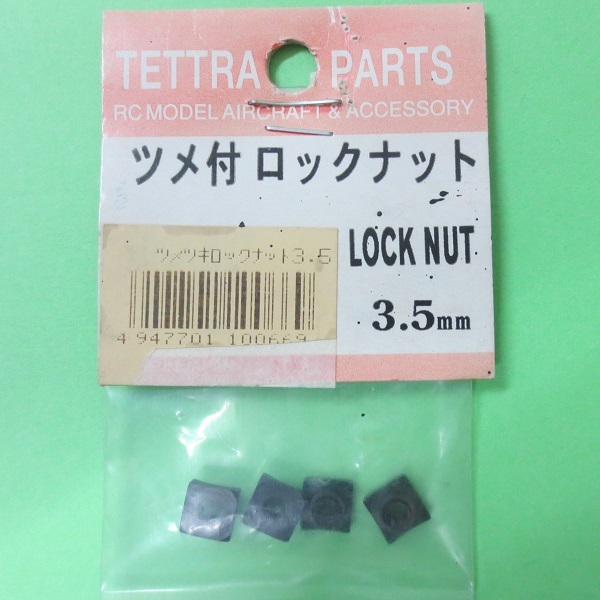 TETTRA PARTS
RC MODEL AIRCRAFT & ACCESSORY
ツメ付 ロックナット
ツメツキロックナット3.5
LOCK NUT
3.5mm
4 947701 100669